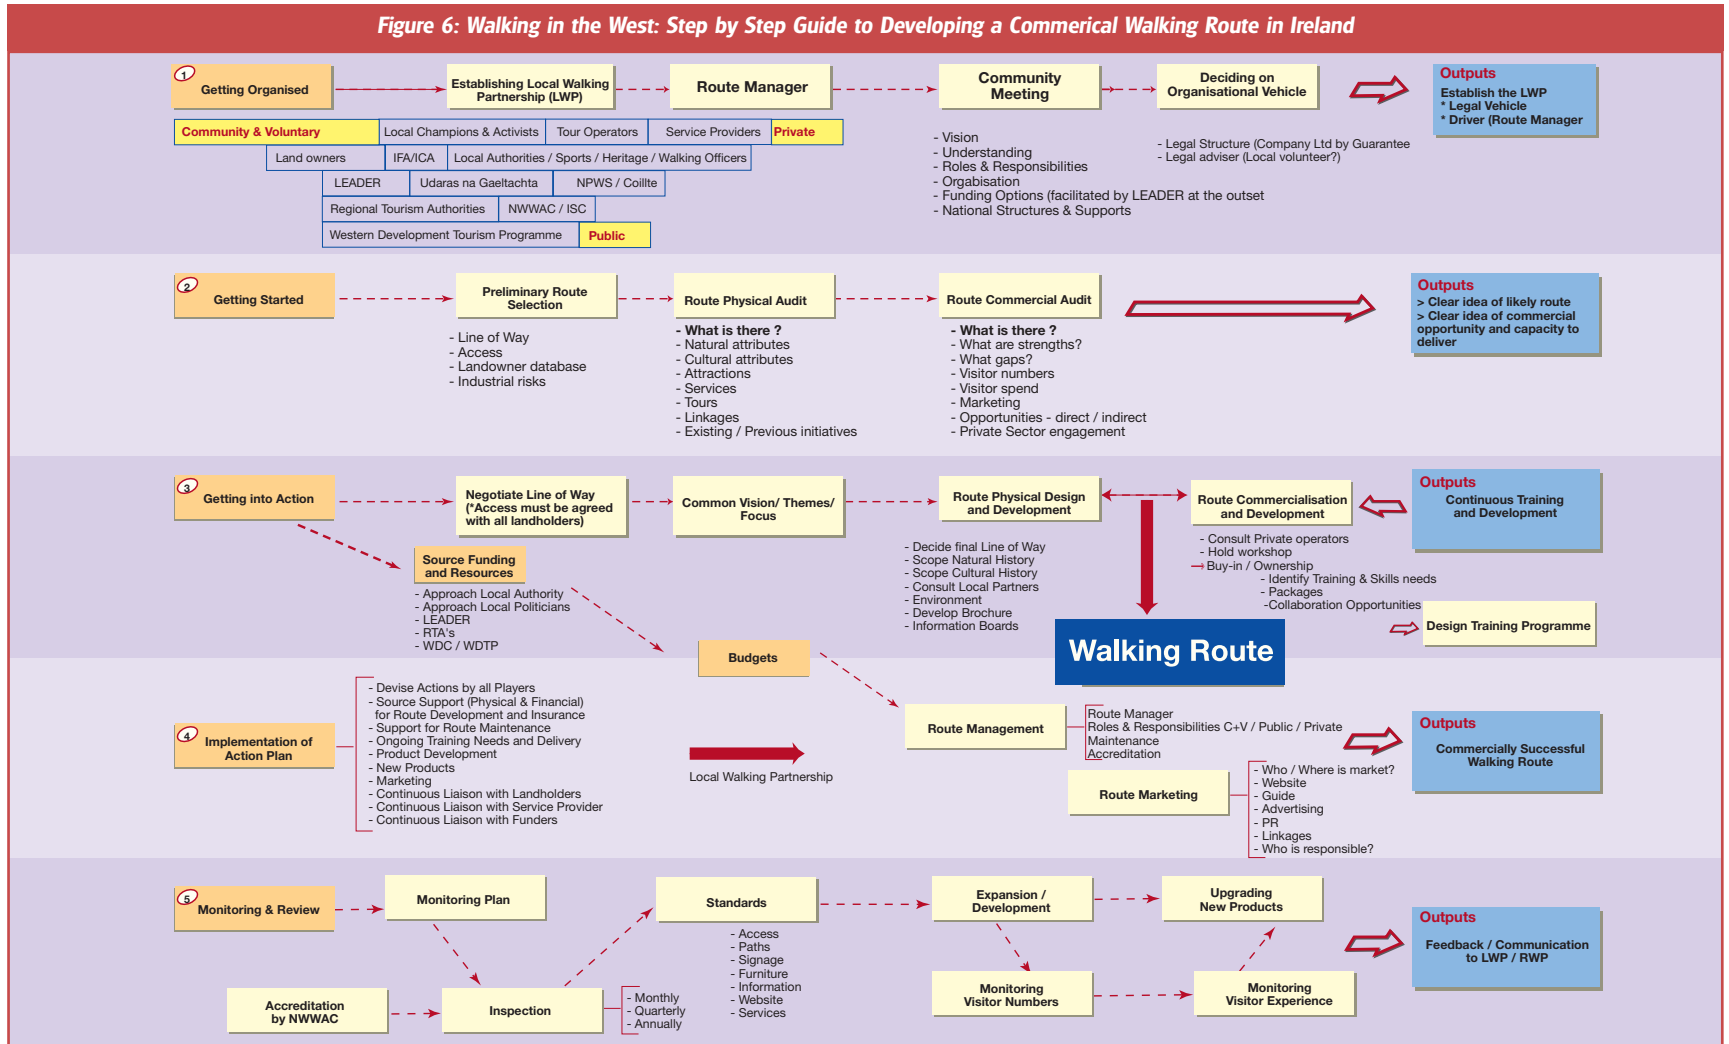 Figure 6: Walking in the West: Step by Step Guide to Developing a Commerical Walking Route in Ireland
1
Getting Organised
Establishing Local Walking
Partnership (LWP)
Route Manager
Community
Meeting
Deciding on
Organisational Vehicle
Outputs
Establish the LWP
* Legal Vehicle
* Driver (Route Manager
Community & Voluntary
Local Champions & Activists
Tour Operators
Service Providers
Private
Land owners
IFA/ICA
Local Authorities / Sports / Heritage / Walking Officers
LEADER
Udaras na Gaeltachta
NPWS / Coillte
Regional Tourism Authorities
NWWAC / ISC
Western Development Tourism Programme
Public
- Vision
- Understanding
- Roles & Responsibilities
- Orgabisation
- Funding Options (facilitated by LEADER at the outset
- National Structures & Supports
- Legal Structure (Company Ltd by Guarantee
- Legal adviser (Local volunteer?)
2
Getting Started
Preliminary Route
Selection
- Line of Way
- Access
- Landowner database
- Industrial risks
Route Physical Audit
- What is there ?
- Natural attributes
- Cultural attributes
- Attractions
- Services
- Tours
- Linkages
- Existing / Previous initiatives
Route Commercial Audit
- What is there ?
- What are strengths?
- What gaps?
- Visitor numbers
- Visitor spend
- Marketing
- Opportunities - direct / indirect
- Private Sector engagement
Outputs
> Clear idea of likely route
> Clear idea of commercial
opportunity and capacity to
deliver
3
Getting into Action
Negotiate Line of Way
(*Access must be agreed
with all landholders)
Common Vision/ Themes/
Focus
Route Physical Design
and Development
Route Commercialisation
and Development
Outputs
Continuous Training
and Development
Source Funding
and Resources
- Approach Local Authority
- Approach Local Politicians
- LEADER
- RTA's
- WDC / WDTP
- Decide final Line of Way
- Scope Natural History
- Scope Cultural History
- Consult Local Partners
- Environment
- Develop Brochure
- Information Boards
- Consult Private operators
- Hold workshop
Buy-in / Ownership
- Identify Training & Skills needs
- Packages
-Collaboration Opportunities
Design Training Programme
Walking Route
Budgets
4
Implementation of
Action Plan
- Devise Actions by all Players
- Source Support (Physical & Financial)
for Route Development and Insurance
- Support for Route Maintenance
- Ongoing Training Needs and Delivery
- Product Development
- New Products
- Marketing
- Continuous Liaison with Landholders
- Continuous Liaison with Service Provider
- Continuous Liaison with Funders
Local Walking Partnership
Route Management
Route Manager
Roles & Responsibilities C+V / Public / Private
Maintenance
Accreditation
Route Marketing
- Who / Where is market?
- Website
- Guide
- Advertising
- PR
- Linkages
- Who is responsible?
Outputs
Commercially Successful
Walking Route
5
Monitoring & Review
Monitoring Plan
Standards
- Access
- Paths
- Signage
- Furniture
- Information
- Website
- Services
Expansion /
Development
Upgrading
New Products
Outputs
Feedback / Communication
to LWP / RWP
Accreditation
by NWWAC
Inspection
- Monthly
- Quarterly
- Annually
Monitoring
Visitor Numbers
Monitoring
Visitor Experience